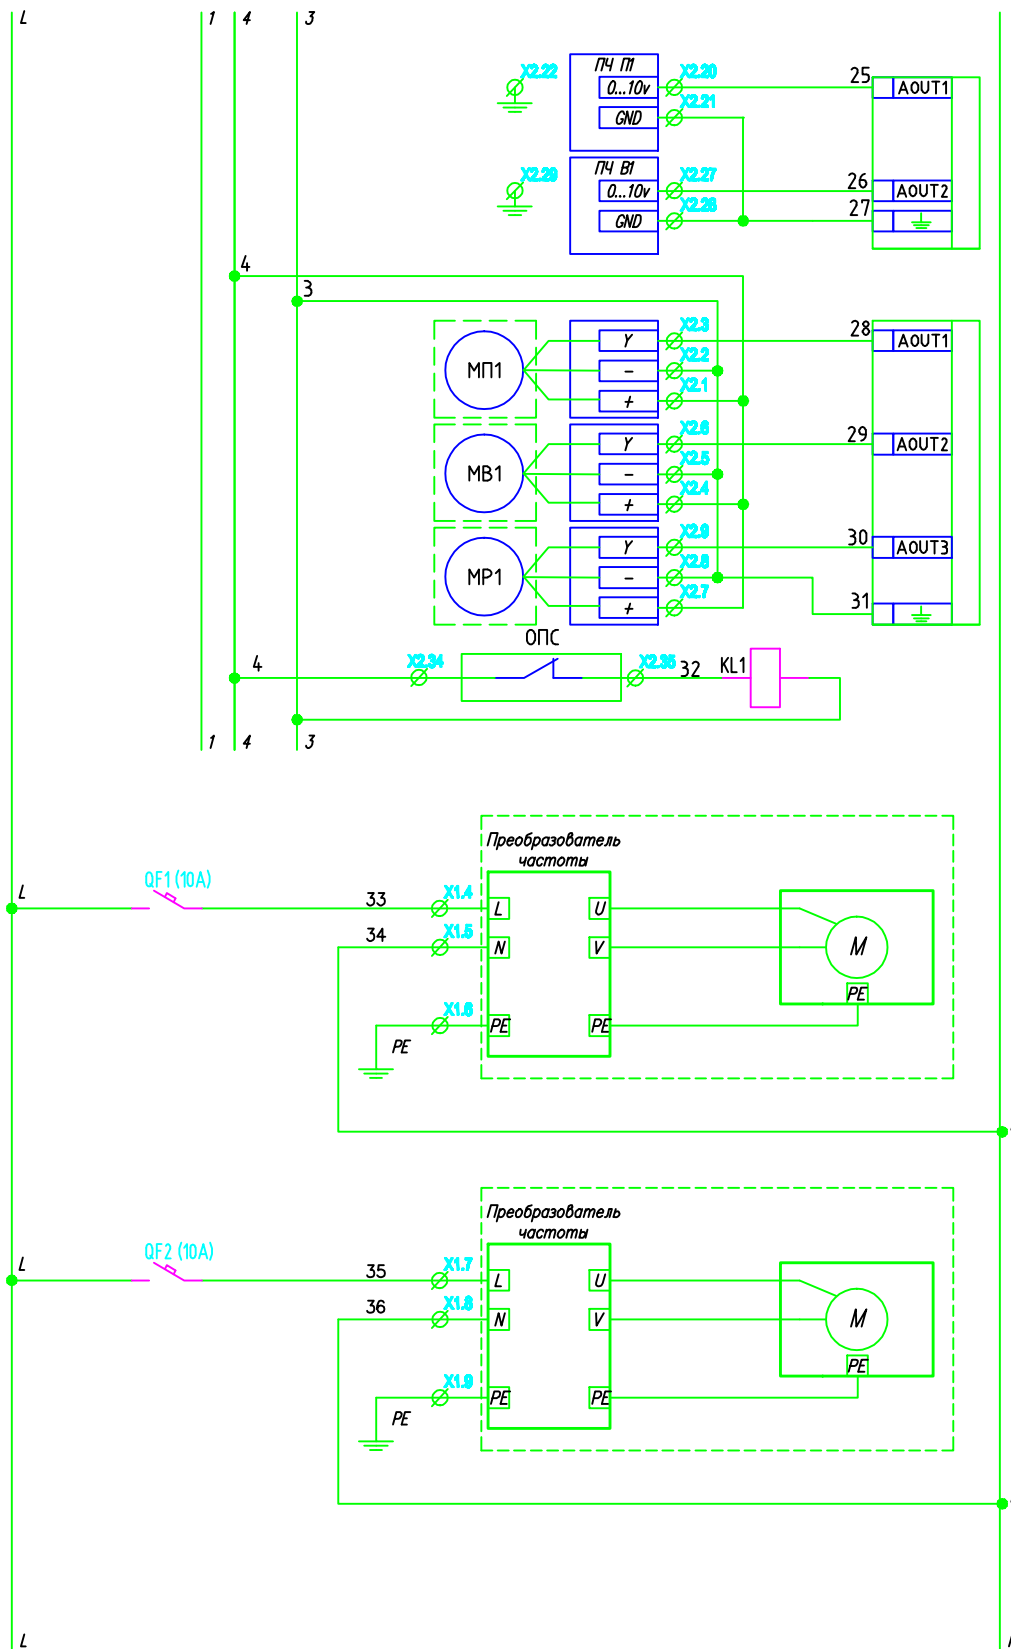 L
1
4
3
ПЧ П1
X2.22
X2.20
25
0...10v
AOUT1
X2.21
GND
ПЧ В1
X2.29
X2.27
26
0...10v
AOUT2
X2.28
27
GND
4
3
X2.3
28
Y
AOUT1
X2.2
МП1
-
X2.1
+
X2.6
29
Y
AOUT2
X2.5
МВ1
-
X2.4
+
X2.9
30
Y
AOUT3
X2.8
МР1
-
X2.7
31
+
ОПС
4
X2.34
X2.35
32
KL1
1
4
3
Преобразователь
частоты
QF1 (10A)
L
33
X1.4
L
U
34
X1.5
N
V
M
PE
X1.6
PE
PE
PE
Преобразователь
частоты
QF2 (10A)
L
35
X1.7
L
U
36
X1.8
N
V
M
PE
X1.9
PE
PE
PE
L